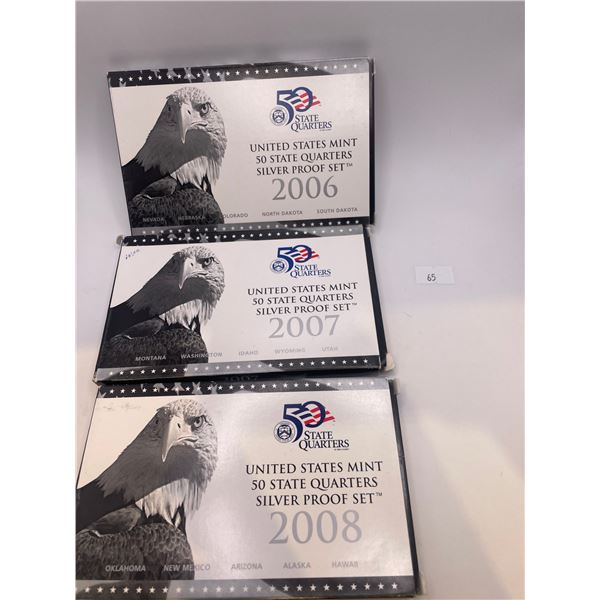 50
STATE
QUARTERS
UNITED STATES MINT
50 STATE QUARTERS
SILVER PROOF SET™
2006
NEVADA NEBRASKA COLORADO NORTH DAKOTA SOUTH DAKOTA
50
STATE
QUARTERS
UNITED STATES MINT
50 STATE QUARTERS
SILVER PROOF SET™
2007
MONTANA WASHINGTON IDAHO WYOMING UTAH
65
50
STATE
QUARTERS
UNITED STATES MINT
50 STATE QUARTERS
SILVER PROOF SET™
2008
OKLAHOMA NEW MEXICO ARIZONA ALASKA HAWAII